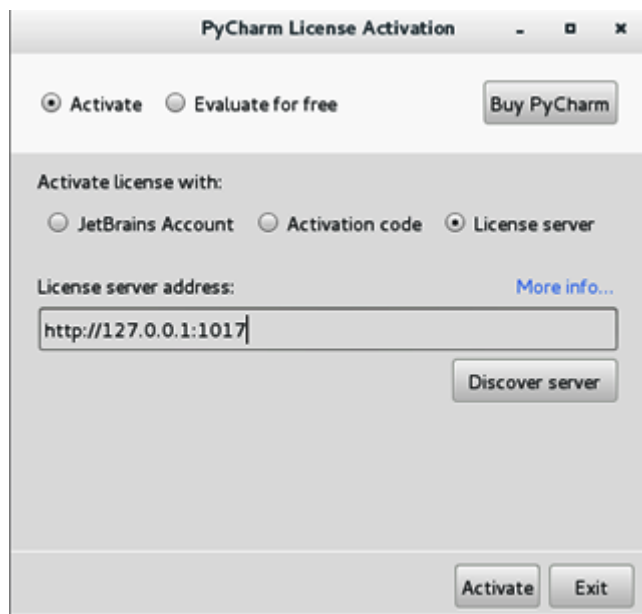 PyCharm License Activation
Activate Evaluate for free Buy PyCharm
Activate license with:
JetBrains Account Activation code License server
License server address: More info...
http://127.0.0.1:1017
Discover server
Activate Exit